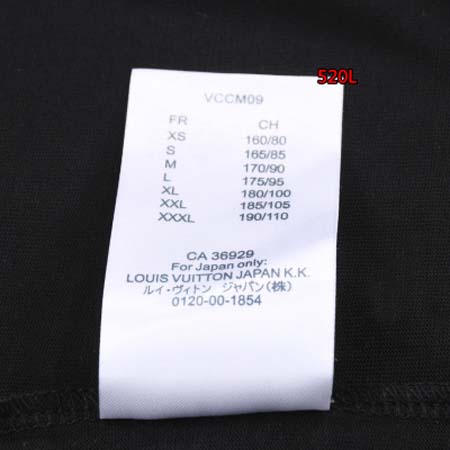 520L
VCCM09
FR CH
XS 160/80
S 165/85
M 170/90
L 175/95
XL 180/100
XXL 185/105
XXXL 190/110
CA 36929
For Japan only:
LOUIS VUITTON JAPAN K.K.
ルイ・ヴィトン ジャパン(株)
0120-00-1854